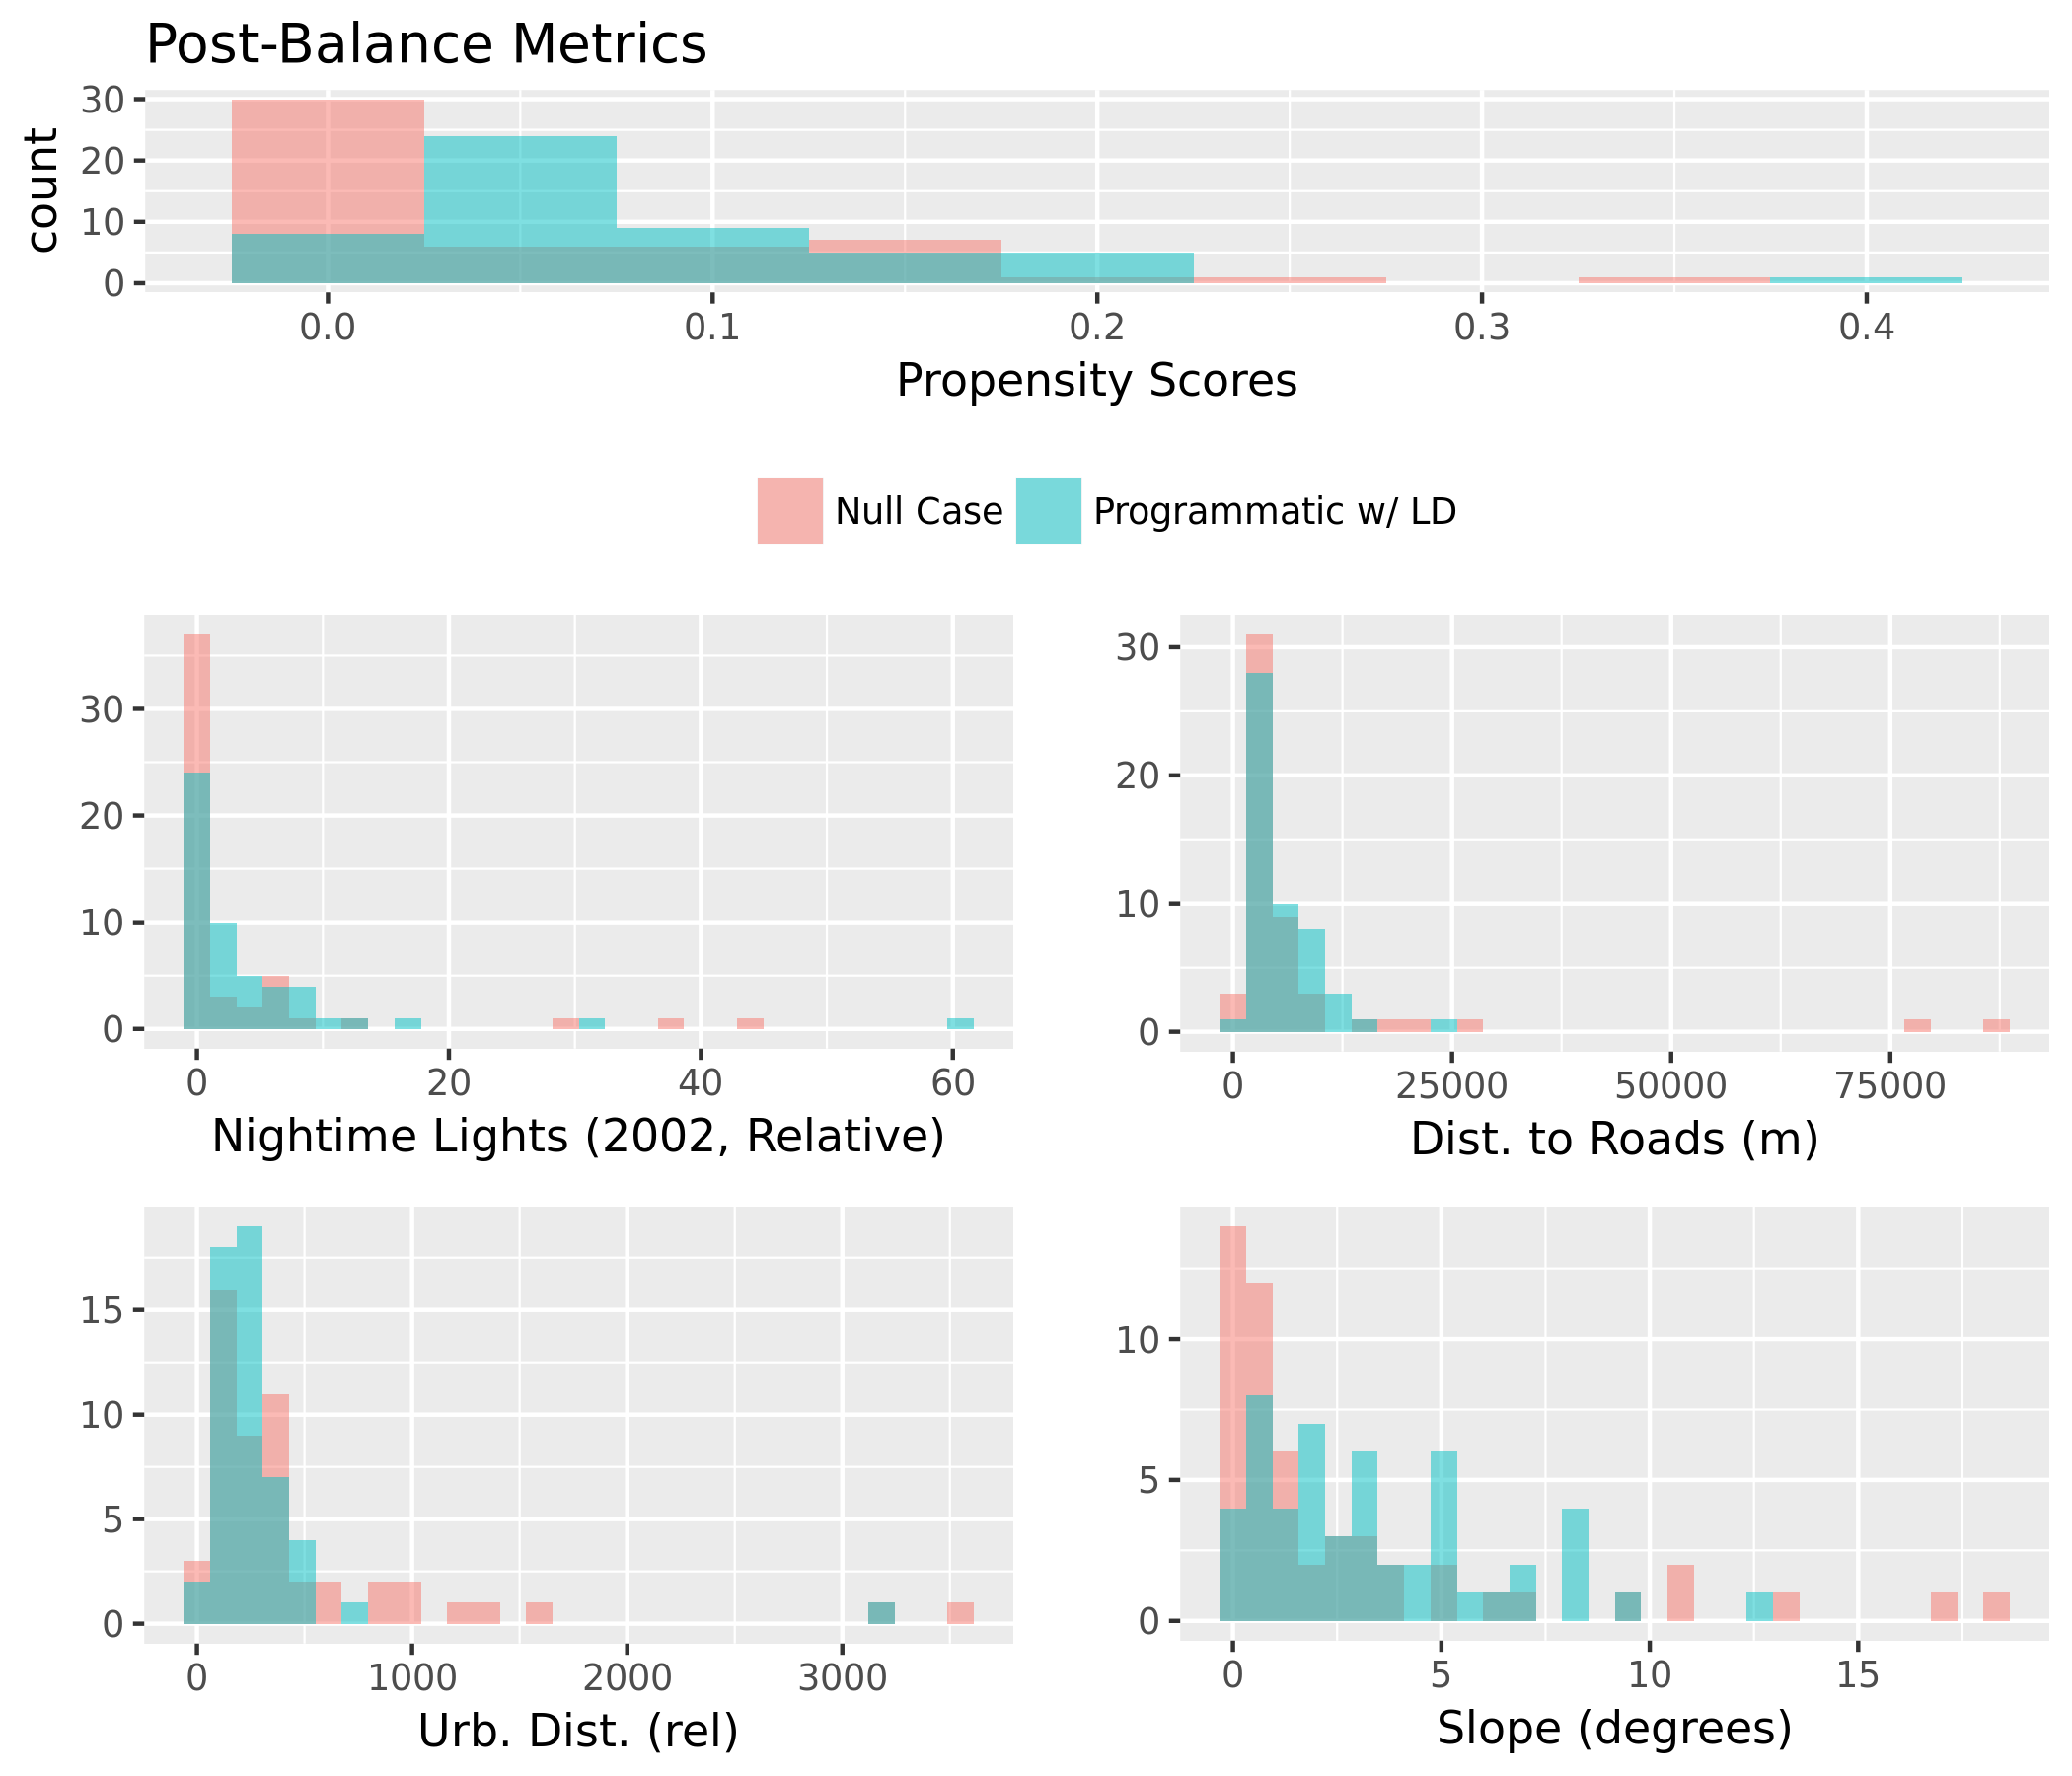 Post-Balance Metrics
30
20
10
0
count
0.0 0.1 0.2 0.3 0.4
Propensity Scores
Null Case Programmatic w/ LD
30
20
10
0
0 20 40 60
Nightime Lights (2002, Relative)
30
20
10
0
0 25000 50000 75000
Dist. to Roads (m)
15
10
5
0
0 1000 2000 3000
Urb. Dist. (rel)
10
5
0
0 5 10 15
Slope (degrees)